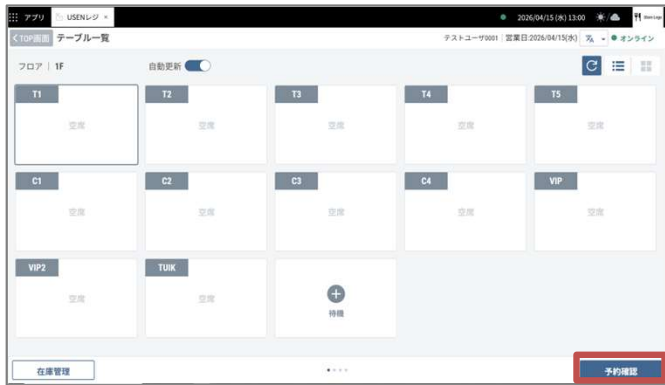 アプリ USENレジ × 2026/04/15 (水) 13:00
< TOP画面 テーブル一覧 テストユーザ0001 営業日:2026/04/15(水) オンライン
フロア | 1F 自動更新
T1 T2 T3 T4 T5
空席 空席 空席 空席 空席
C1 C2 C3 C4 VIP
空席 空席 空席 空席 空席
VIP2 TUIK
空席 空席 待機
在庫管理 予約確認